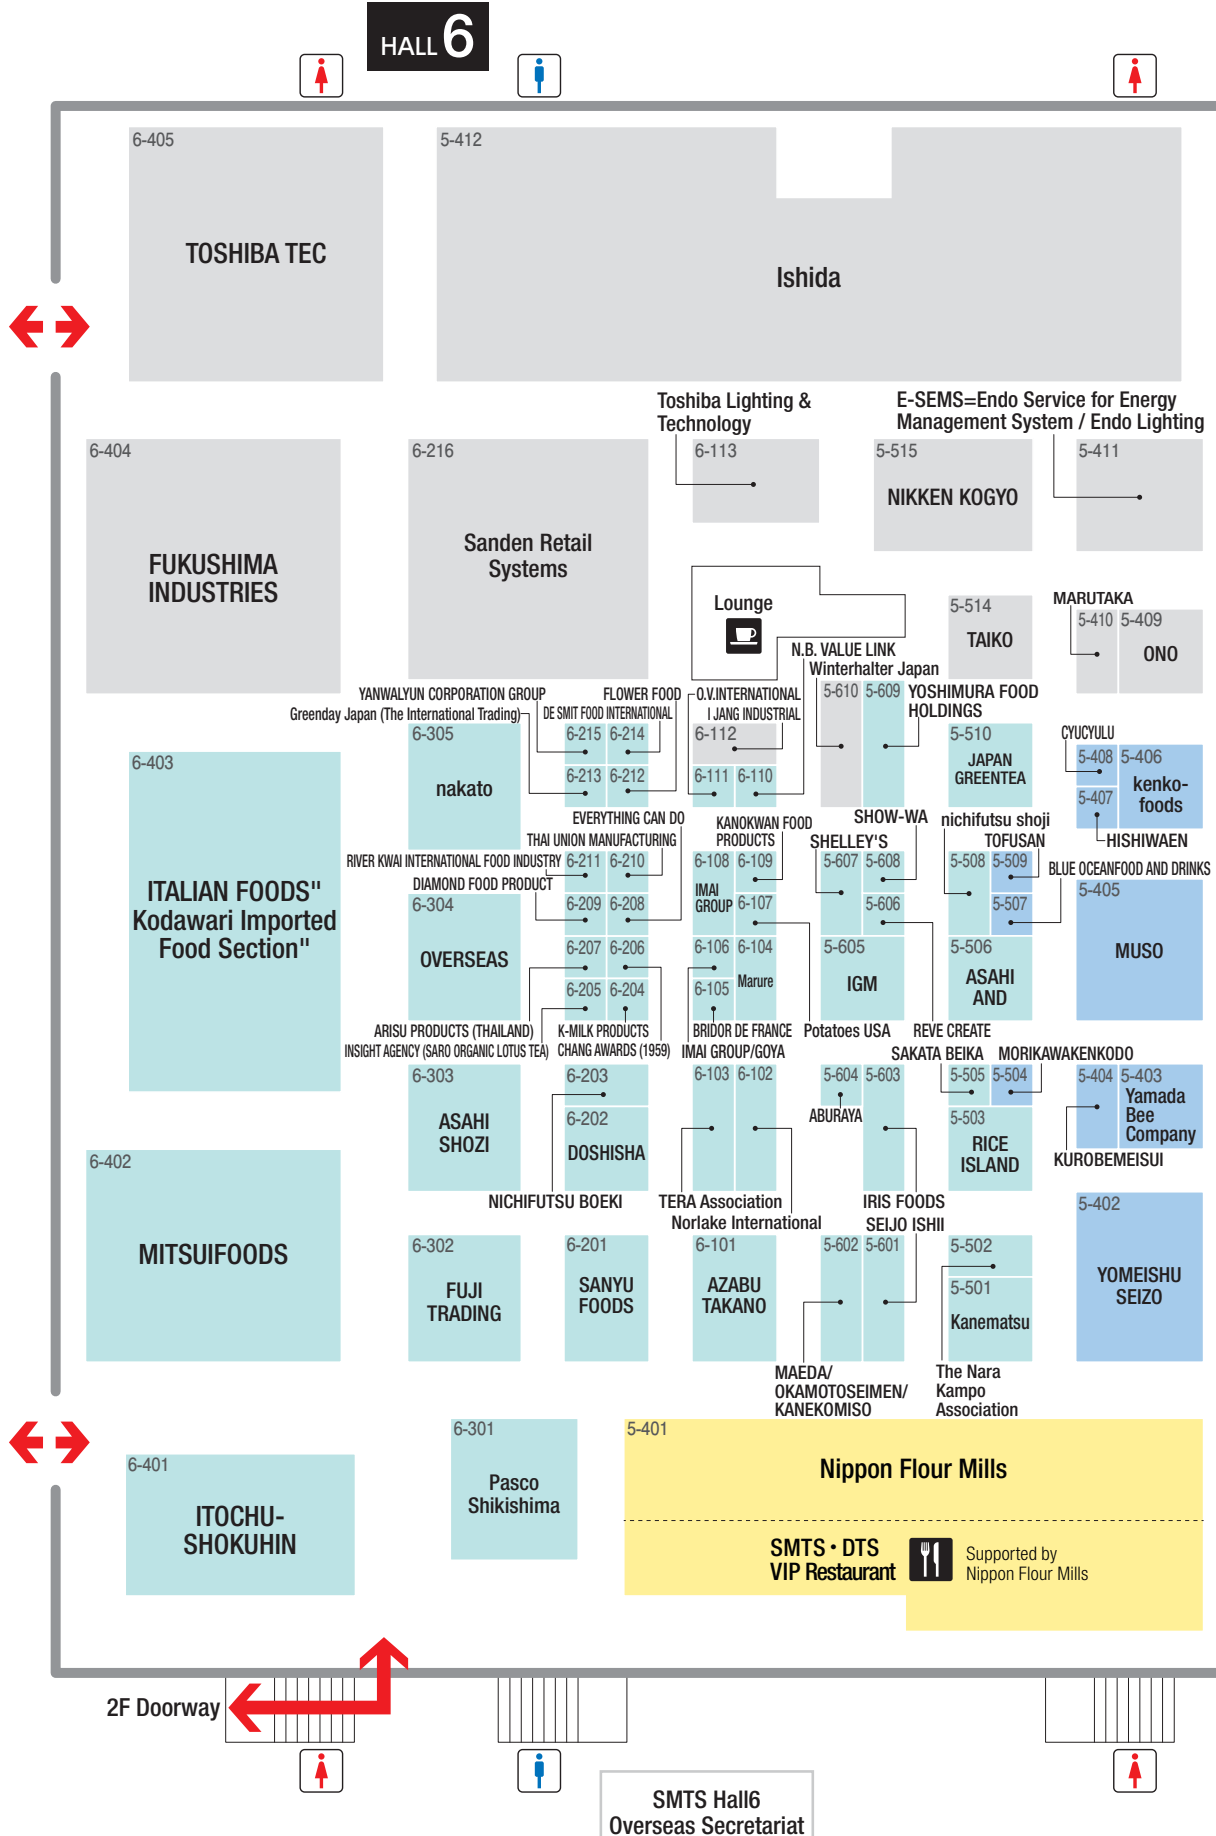 HALL 6
6-405
TOSHIBA TEC
5-412
Ishida
Toshiba Lighting &
Technology
E-SEMS=Endo Service for Energy
Management System / Endo Lighting
6-404
FUKUSHIMA
INDUSTRIES
6-216
Sanden Retail
Systems
6-113
5-515
NIKKEN KOGYO
5-411
Lounge
5-514
TAIKO
MARUTAKA
5-410
5-409
ONO
N.B. VALUE LINK
Winterhalter Japan
YANWALYUN CORPORATION GROUP
FLOWER FOOD
O.V.INTERNATIONAL
Greenday Japan (The International Trading)
DE SMIT FOOD INTERNATIONAL
I JANG INDUSTRIAL
5-610
5-609
YOSHIMURA FOOD
HOLDINGS
6-305
nakato
6-215
6-214
6-213
6-212
6-112
6-111
6-110
5-510
JAPAN
GREENTEA
CYUCYULU
5-408
5-406
kenko-
foods
5-407
HISHIWAEN
6-403
ITALIAN FOODS"
Kodawari Imported
Food Section"
EVERYTHING CAN DO
THAI UNION MANUFACTURING
RIVER KWAI INTERNATIONAL FOOD INDUSTRY
DIAMOND FOOD PRODUCT
KANOKWAN FOOD
PRODUCTS
SHOW-WA
SHELLEY'S
nichifutsu shoji
TOFUSAN
BLUE OCEANFOOD AND DRINKS
6-211
6-210
6-209
6-208
6-108
IMAI
GROUP
6-109
6-107
5-607
5-608
5-606
5-508
5-509
5-507
5-405
MUSO
6-304
OVERSEAS
6-207
6-206
6-205
6-204
6-106
6-104
Marure
6-105
5-605
IGM
5-506
ASAHI
AND
ARISU PRODUCTS (THAILAND)
K-MILK PRODUCTS
BRIDOR DE FRANCE
Potatoes USA
REVE CREATE
INSIGHT AGENCY (SARO ORGANIC LOTUS TEA)
CHANG AWARDS (1959)
IMAI GROUP/GOYA
SAKATA BEIKA
MORIKAWAKENKODO
6-303
ASAHI
SHOZI
6-203
6-202
DOSHISHA
6-103
6-102
5-604
5-603
ABURAYA
5-505
5-504
5-503
RICE
ISLAND
5-404
5-403
Yamada
Bee
Company
KUROBEMEISUI
NICHIFUTSU BOEKI
TERA Association
Norlake International
IRIS FOODS
SEIJO ISHII
6-402
MITSUIFOODS
6-302
FUJI
TRADING
6-201
SANYU
FOODS
6-101
AZABU
TAKANO
5-602
5-601
5-502
5-501
Kanematsu
5-402
YOMEISHU
SEIZO
MAEDA/
OKAMOTOSEIMEN/
KANEKOMISO
The Nara
Kampo
Association
6-401
ITOCHU-
SHOKUHIN
6-301
Pasco
Shikishima
5-401
Nippon Flour Mills
SMTS・DTS
VIP Restaurant
Supported by
Nippon Flour Mills
2F Doorway
SMTS Hall6
Overseas Secretariat